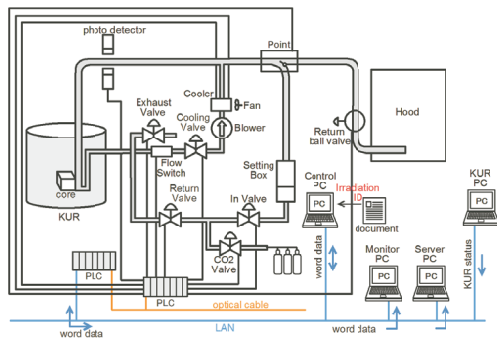 photo detector
Point
Cooler
Fan
Exhaust
Valve
Cooling
Valve
Blower
Hood
Return
tail valve
Flow
Switch
Setting
Box
core
KUR
Return
Valve
In Valve
Control
PC
PC
Irradiation
ID
document
KUR
PC
PC
CO2
Valve
Monitor
PC
PC
Server
PC
PC
word data
KUR status
PLC
PLC
optical cable
LAN
word data
word data